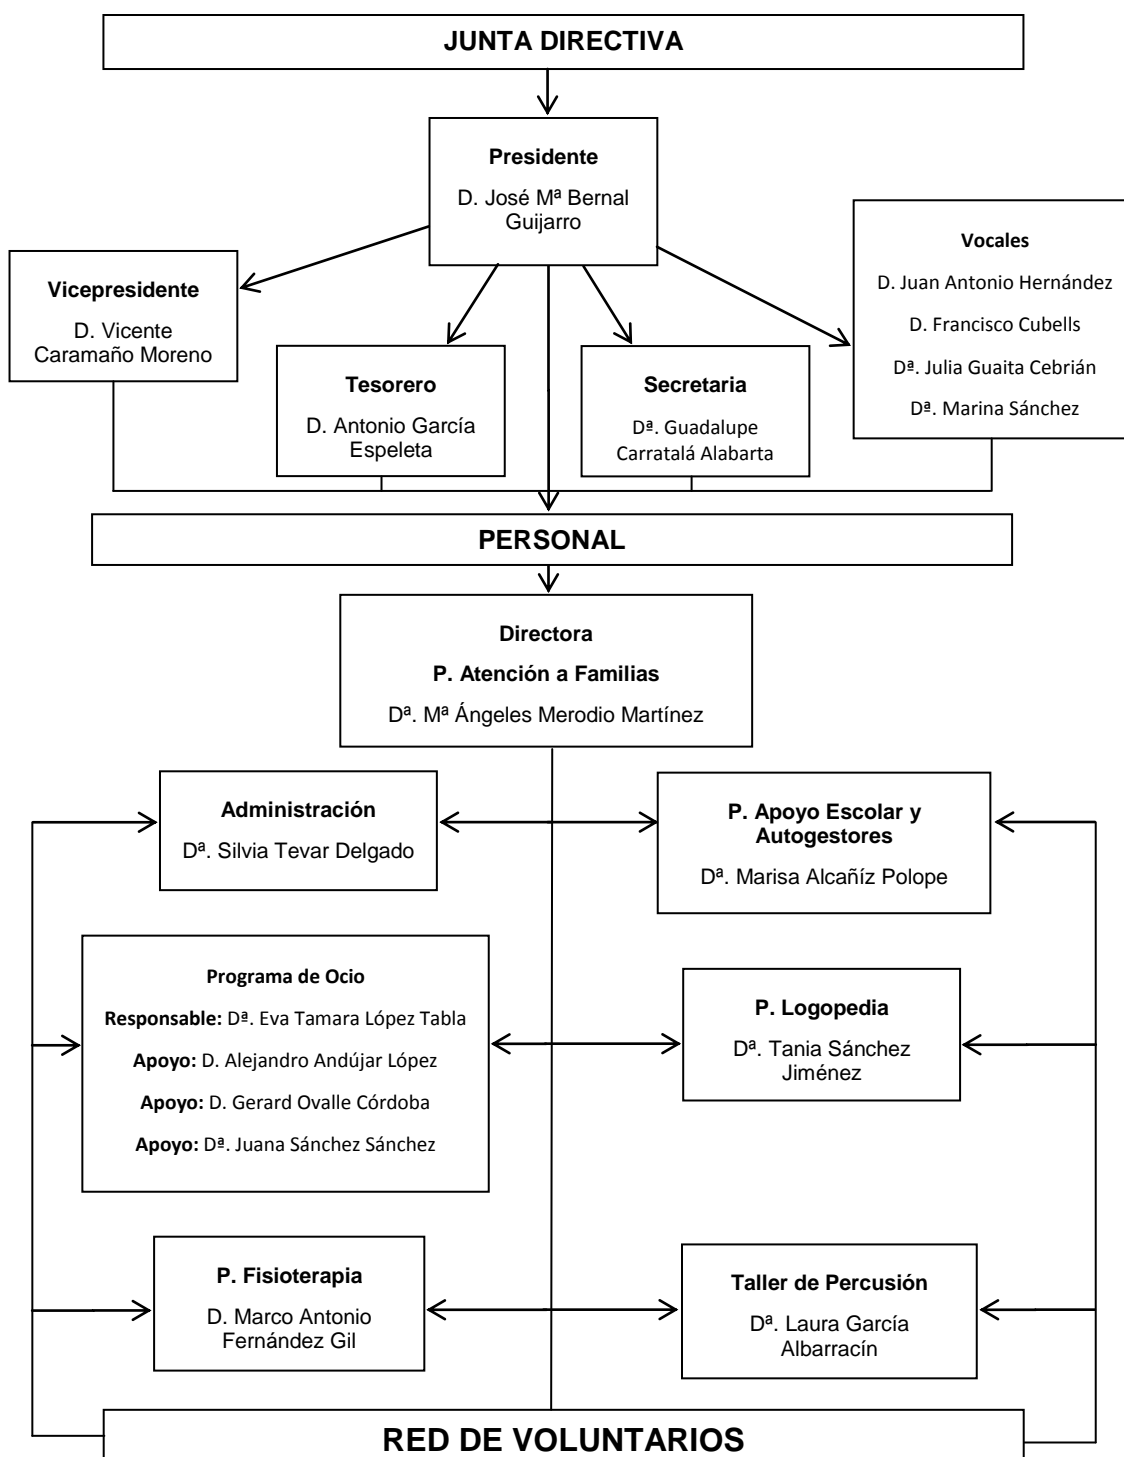 JUNTA DIRECTIVA
Presidente
D. José Mª Bernal
Guijarro
Vicepresidente
D. Vicente
Caramaño Moreno
Tesorero
D. Antonio García
Espeleta
Secretaria
Dª. Guadalupe
Carratalá Alabarta
Vocales
D. Juan Antonio Hernández
D. Francisco Cubells
Dª. Julia Guaita Cebrián
Dª. Marina Sánchez
PERSONAL
Directora
P. Atención a Familias
Dª. Mª Ángeles Merodio Martínez
Administración
Dª. Silvia Tevar Delgado
P. Apoyo Escolar y
Autogestores
Dª. Marisa Alcañíz Polope
Programa de Ocio
Responsable: Dª. Eva Tamara López Tabla
Apoyo: D. Alejandro Andújar López
Apoyo: D. Gerard Ovalle Córdoba
Apoyo: Dª. Juana Sánchez Sánchez
P. Logopedia
Dª. Tania Sánchez
Jiménez
P. Fisioterapia
D. Marco Antonio
Fernández Gil
Taller de Percusión
Dª. Laura García
Albarracín
RED DE VOLUNTARIOS